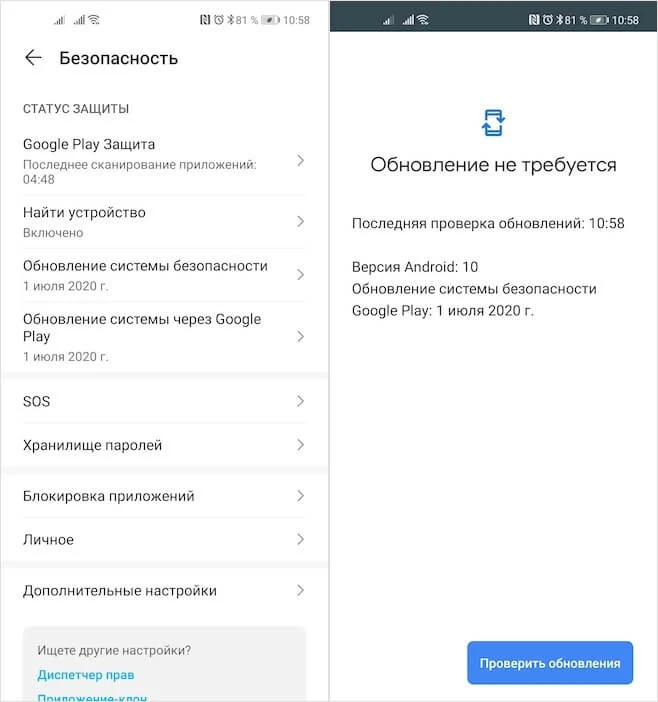 81 % 10:58
Безопасность
СТАТУС ЗАЩИТЫ
Google Play Защита
Последнее сканирование приложений:
04:48
Найти устройство
Включено
Обновление системы безопасности
1 июля 2020 г.
Обновление системы через Google
Play
1 июля 2020 г.
SOS
Хранилище паролей
Блокировка приложений
Личное
Дополнительные настройки
Ищете другие настройки?
Диспетчер прав
Приложение-клон
81 % 10:58
Обновление не требуется
Последняя проверка обновлений: 10:58
Версия Android: 10
Обновление системы безопасности
Google Play: 1 июля 2020 г.
Проверить обновления